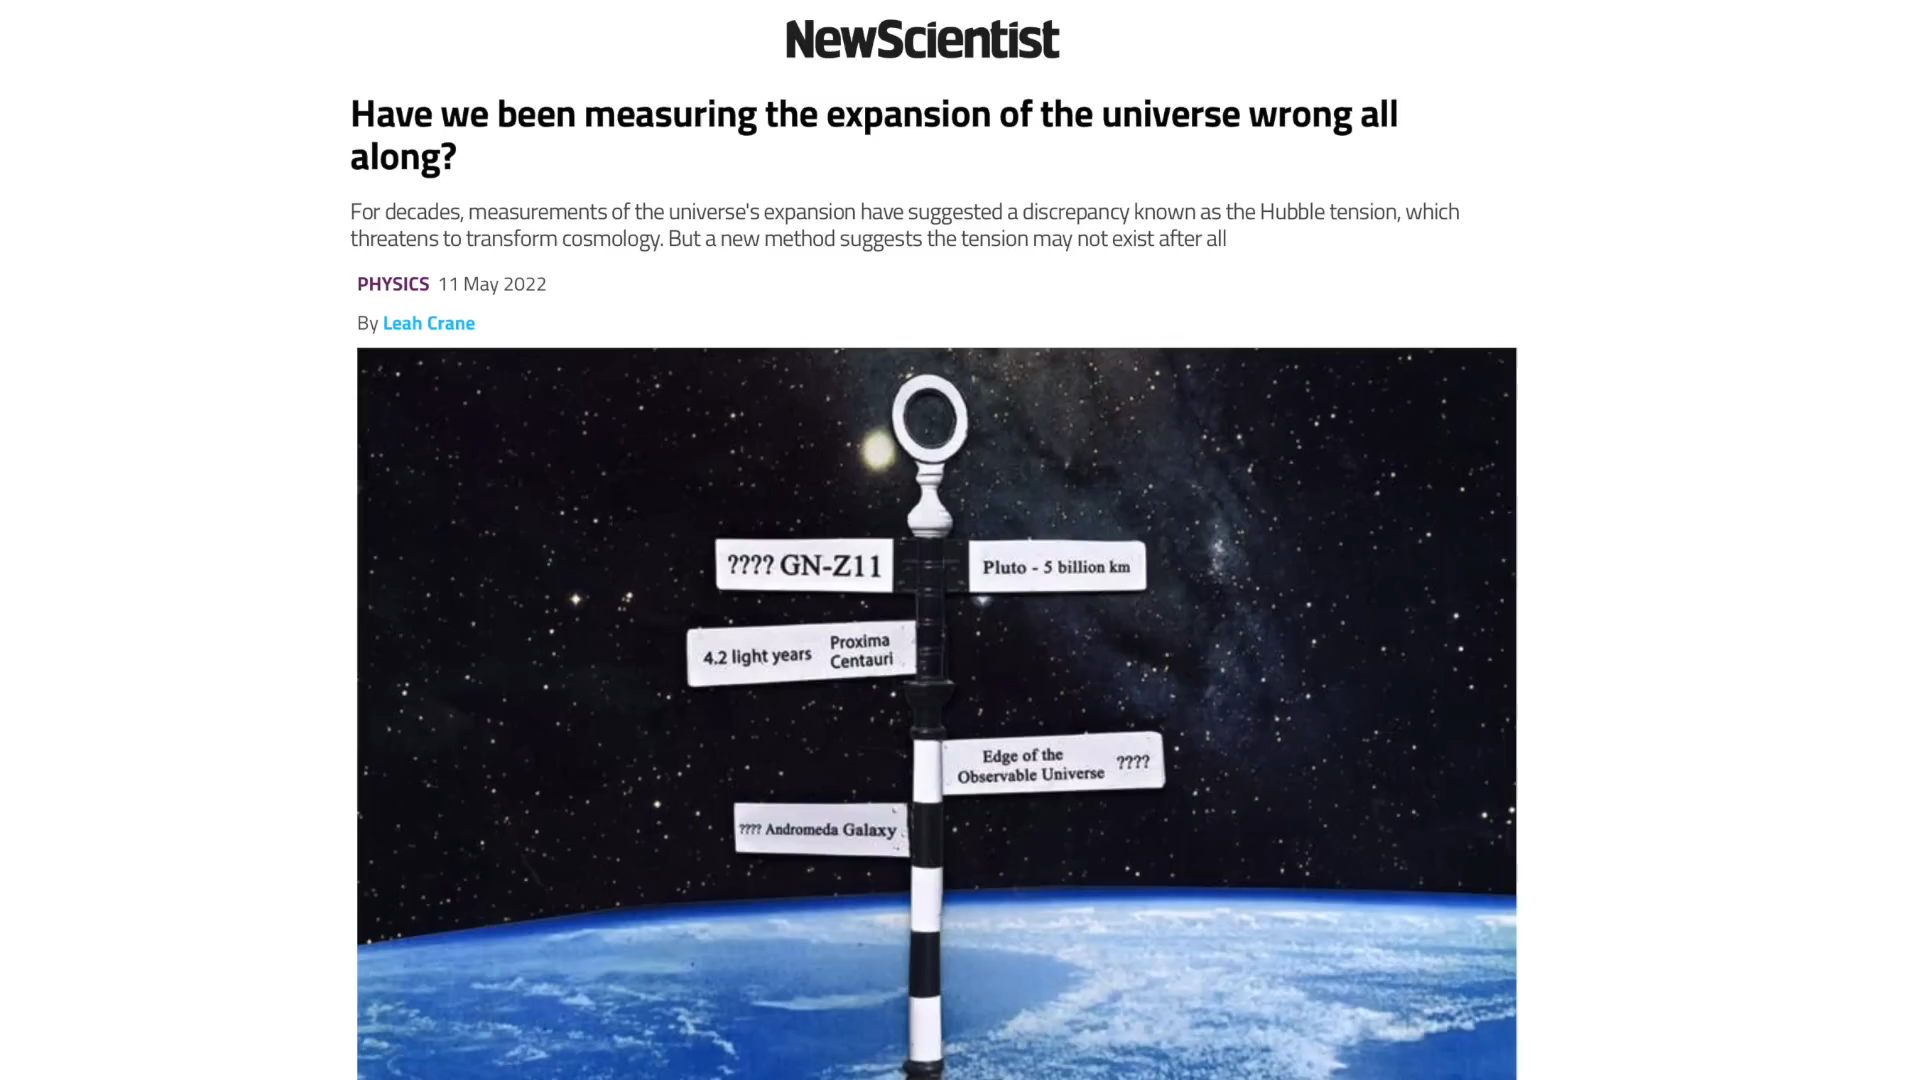 NewScientist
Have we been measuring the expansion of the universe wrong all
along?
For decades, measurements of the universe's expansion have suggested a discrepancy known as the Hubble tension, which
threatens to transform cosmology. But a new method suggests the tension may not exist after all
PHYSICS 11 May 2022
By Leah Crane
???? GN-Z11
Pluto - 5 billion km
4.2 light years Proxima
Centauri
Edge of the
Observable Universe ????
???? Andromeda Galaxy